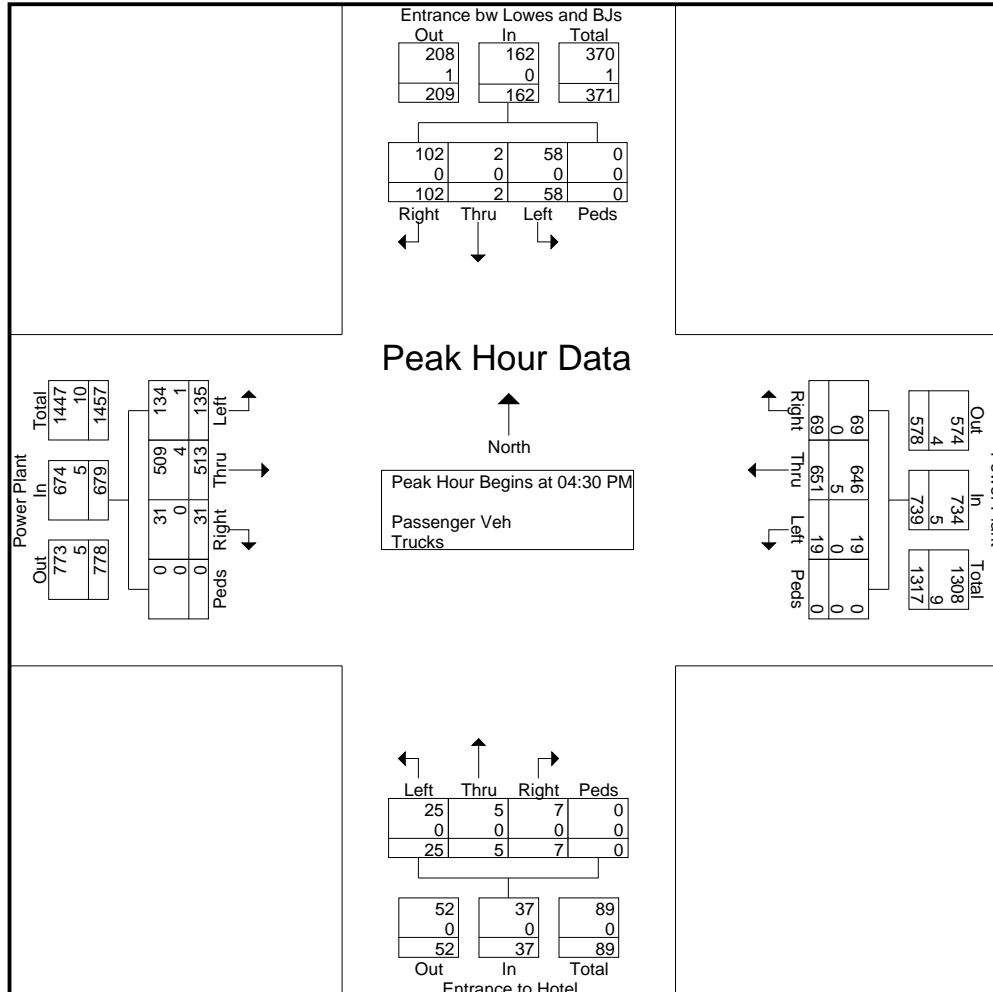 Entrance bw Lowes and BJs
Out In Total
208 162 370
1 0 1
209 162 371
102 2 58 0
0 0 0 0
102 2 58 0
Right Thru Left Peds
Peak Hour Data
North
Peak Hour Begins at 04:30 PM
Passenger Veh
Trucks
Power Plant
Out In Total
773 674 1447
5 5 10
778 679 1457
0 31 509 134
0 0 4 1
0 31 513 135
Peds Right Thru Left
Out In Total
574 734 1308
4 5 9
578 739 1317
69 646 19 0
0 5 0 0
69 651 19 0
Right Thru Left Peds
Left Thru Right Peds
25 5 7 0
0 0 0 0
25 5 7 0
52 37 89
0 0 0
52 37 89
Out In Total
Entrance to Hotel